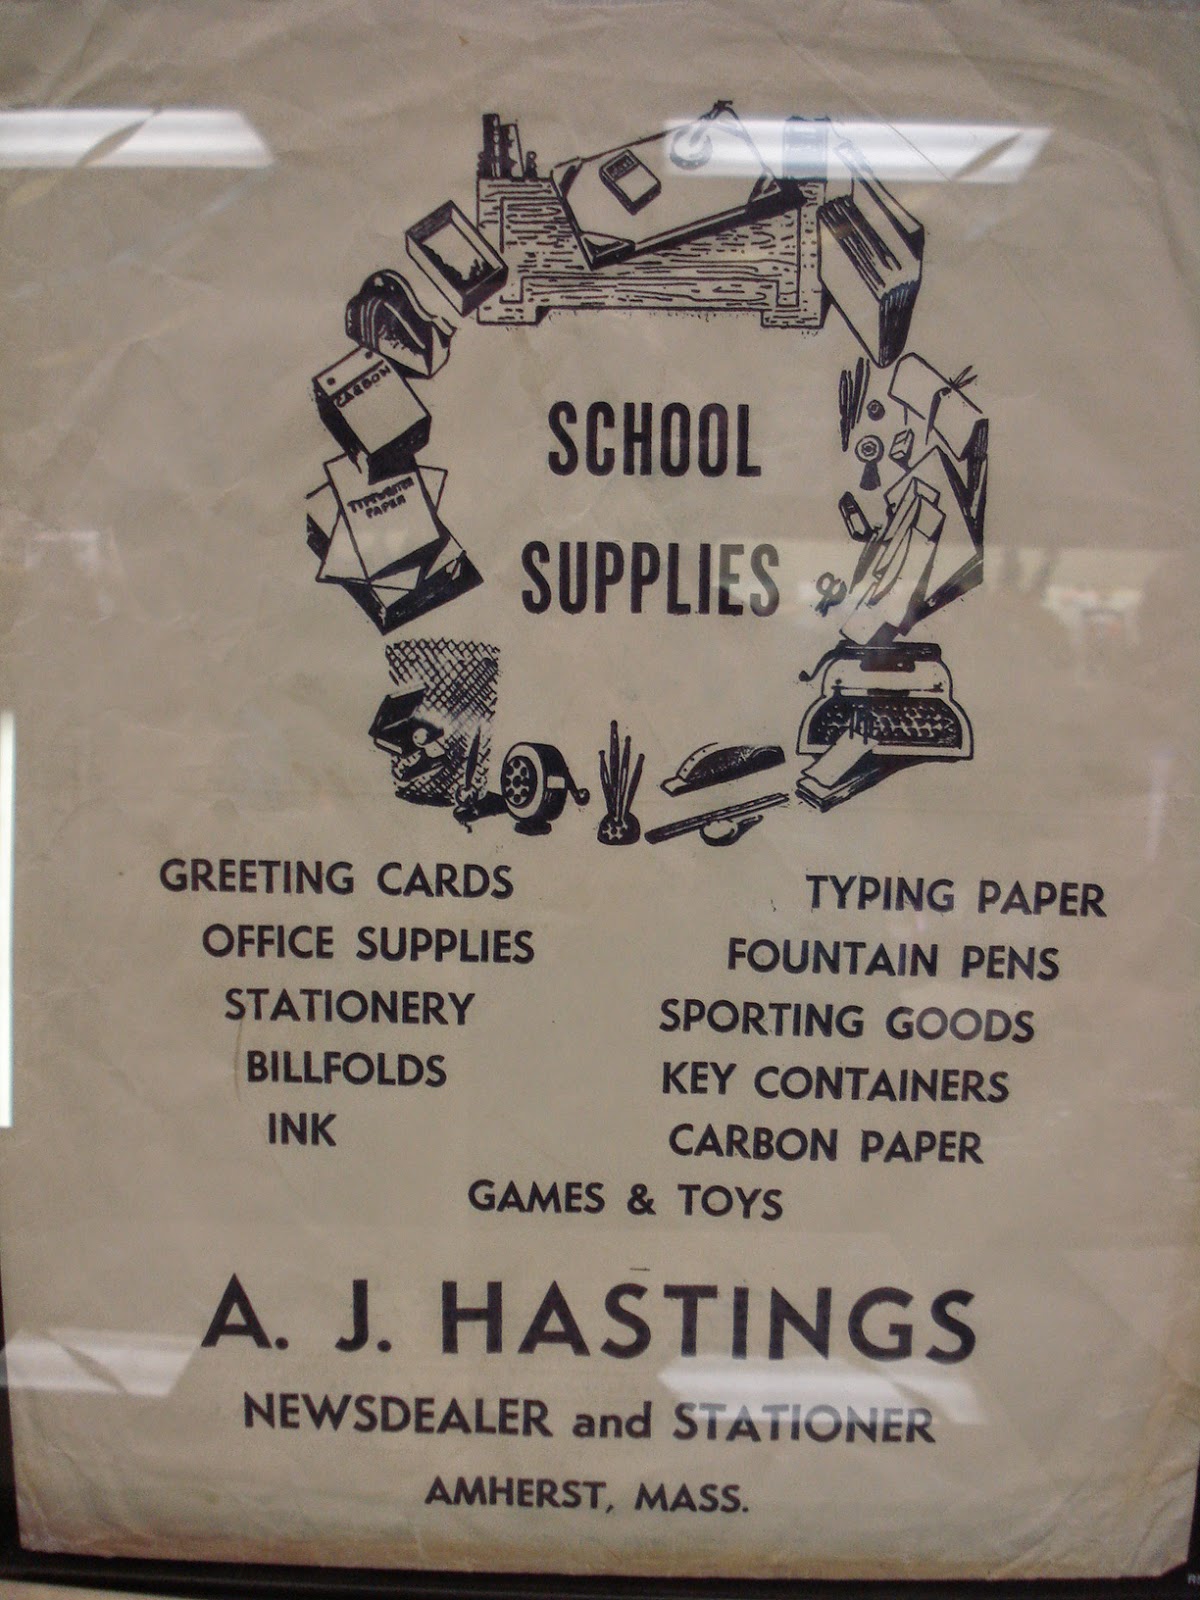 SCHOOL
SUPPLIES
TYPEWRITER
PAPER
GREETING CARDS
OFFICE SUPPLIES
STATIONERY
BILLFOLDS
INK
TYPING PAPER
FOUNTAIN PENS
SPORTING GOODS
KEY CONTAINERS
CARBON PAPER
GAMES & TOYS
A. J. HASTINGS
NEWSDEALER and STATIONER
AMHERST, MASS.